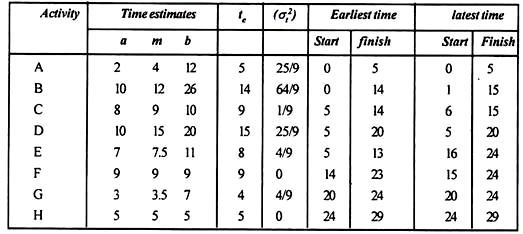 Activity Time estimates te (σt²) Earliest time latest time
a m b Start finish Start Finish
A 2 4 12 5 25/9 0 5 0 5
B 10 12 26 14 64/9 0 14 1 15
C 8 9 10 9 1/9 5 14 6 15
D 10 15 20 15 25/9 5 20 5 20
E 7 7.5 11 8 4/9 5 13 16 24
F 9 9 9 9 0 14 23 15 24
G 3 3.5 7 4 4/9 20 24 20 24
H 5 5 5 5 0 24 29 24 29